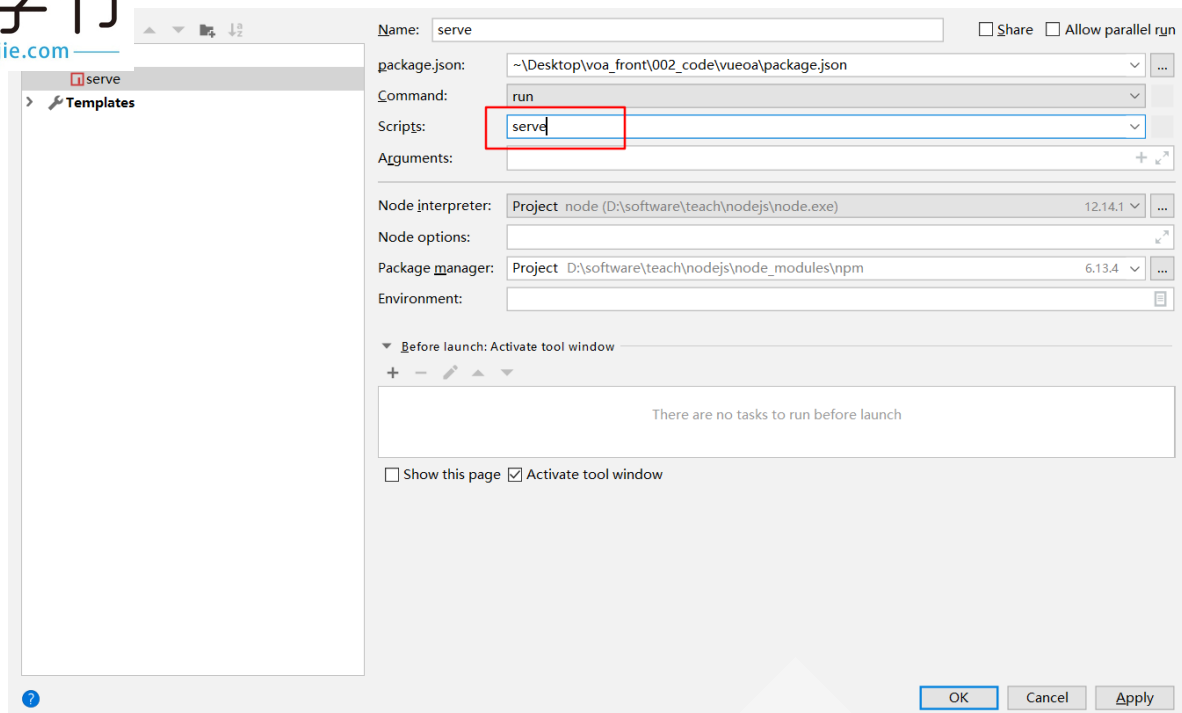 Name: serve Share Allow parallel run
jie.com
package.json: ~\Desktop\voa_front\002_code\vueoa\package.json ...
serve
Command: run
Templates
Scripts: serve
Arguments:
Node interpreter: Project node (D:\software\teach\nodejs\node.exe) 12.14.1 ...
Node options:
Package manager: Project D:\software\teach\nodejs\node_modules\npm 6.13.4 ...
Environment:
Before launch: Activate tool window
There are no tasks to run before launch
Show this page Activate tool window
? OK Cancel Apply